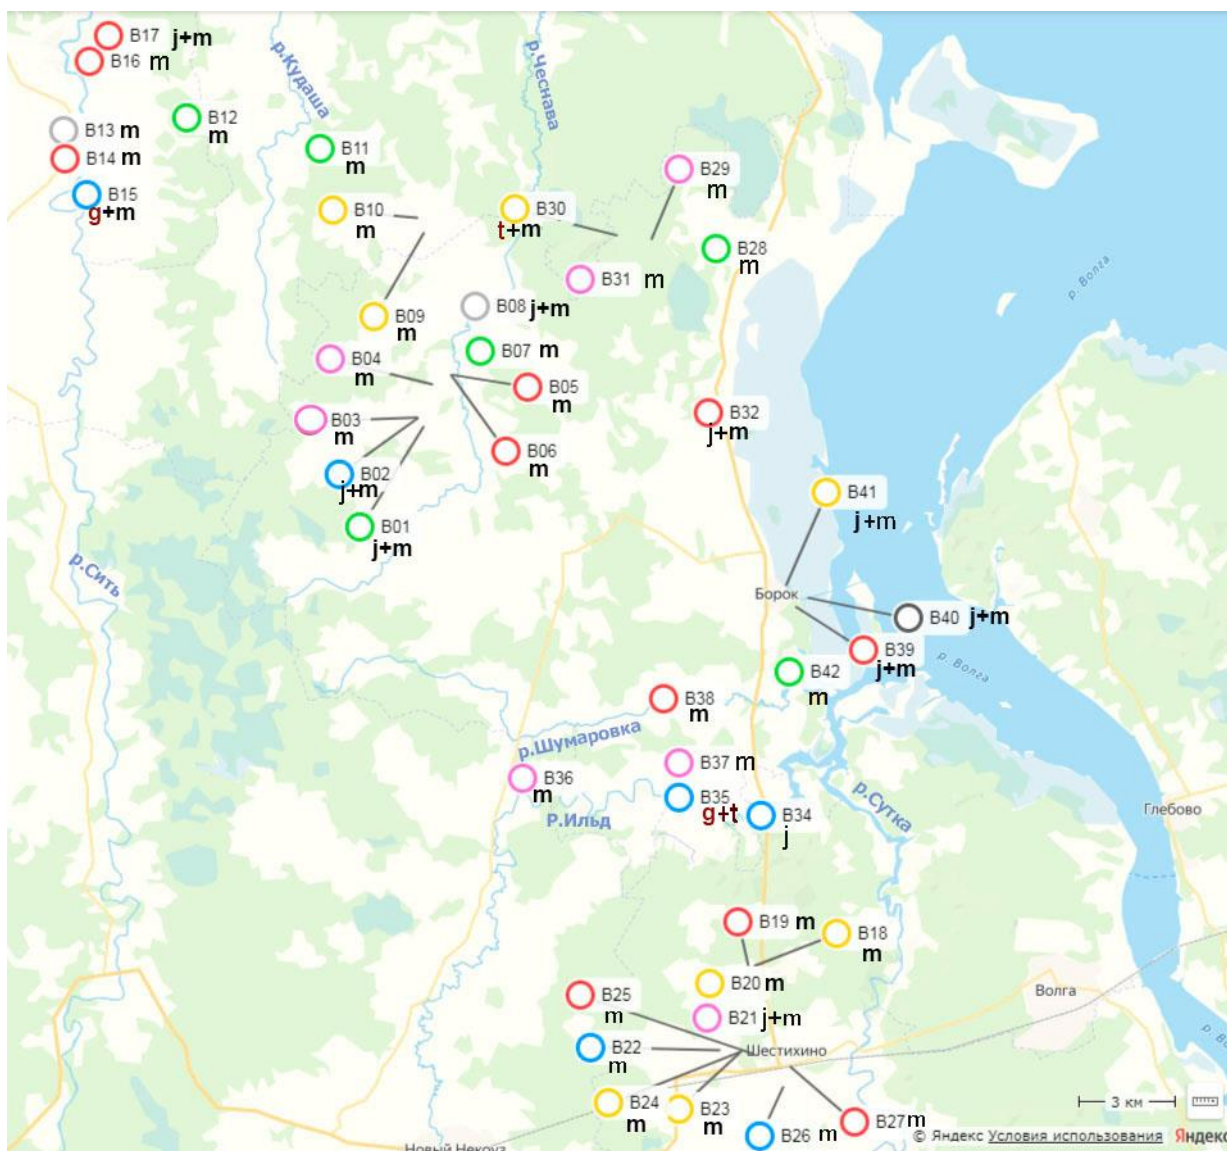 B17 j+m
B16 m
р.Кудаша
р.Чеснава
B13 m
B12
m
B14 m
B11
m
B15
g+m
B29
m
B10
m
B30
t+m
B28
m
B31 m
р. Волга
B09
m
B08 j+m
B07 m
B04
m
B05
m
B03
m
B32
j+m
B06
m
B02
j+m
B41
j+m
B01
j+m
р.Сить
Борок
B40 j+m
B39
j+m
р. Волга
B42
m
B38
m
р.Шумаровка
B37 m
B36
m
B35
g+t
B34
j
Р.Ильд
р.Сутка
Глебово
B19 m
B18
m
B20 m
B25
m
B21 j+m
Волга
B22
m
Шестихино
B24
m
B23
m
B26 m
B27 m
3 км
© Яндекс Условия использования Яндекс
Новый Некоуз